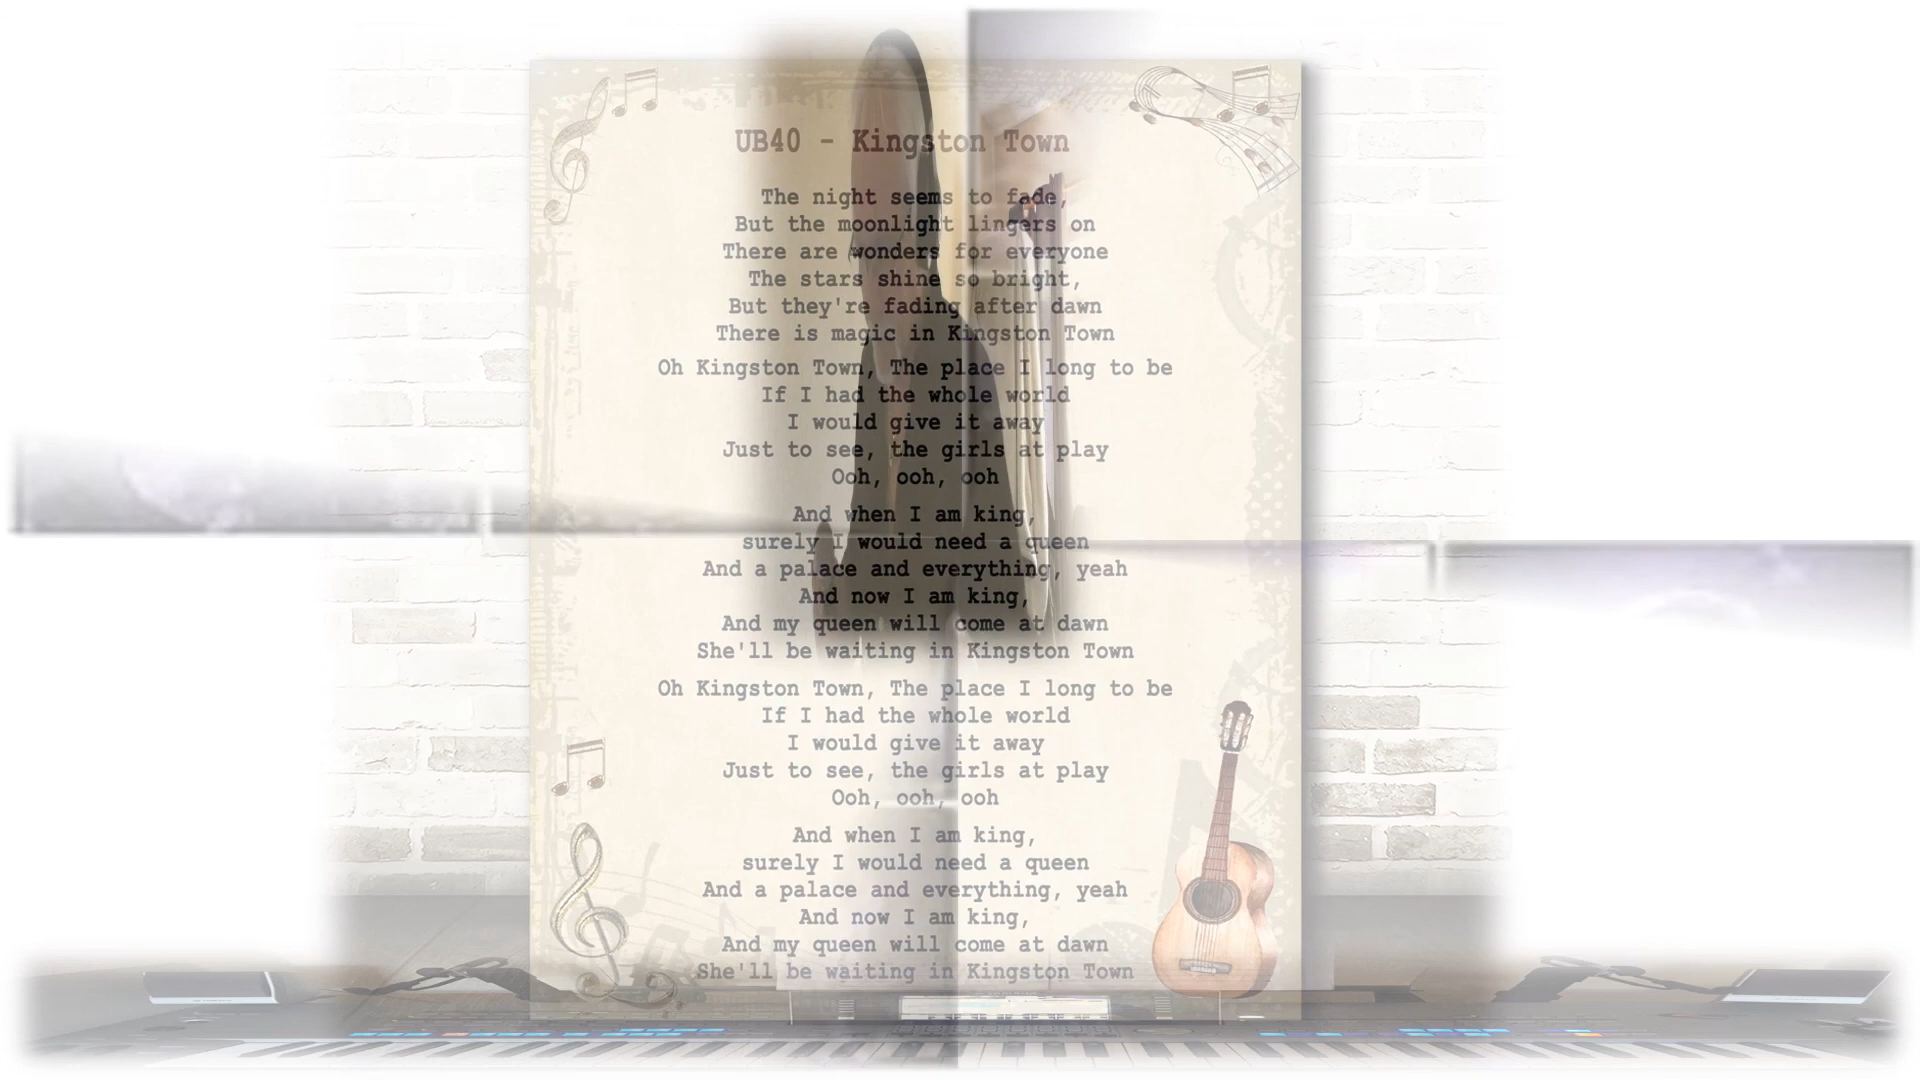 UB40 - Kingston Town
The night seems to fade,
But the moonlight lingers on
There are wonders for everyone
The stars shine so bright,
But they're fading after dawn
There is magic in Kingston Town
Oh Kingston Town, The place I long to be
If I had the whole world
I would give it away
Just to see, the girls at play
Ooh, ooh, ooh
And when I am king,
surely I would need a queen
And a palace and everything, yeah
And now I am king,
And my queen will come at dawn
She'll be waiting in Kingston Town
Oh Kingston Town, The place I long to be
If I had the whole world
I would give it away
Just to see, the girls at play
Ooh, ooh, ooh
And when I am king,
surely I would need a queen
And a palace and everything, yeah
And now I am king,
And my queen will come at dawn
She'll be waiting in Kingston Town